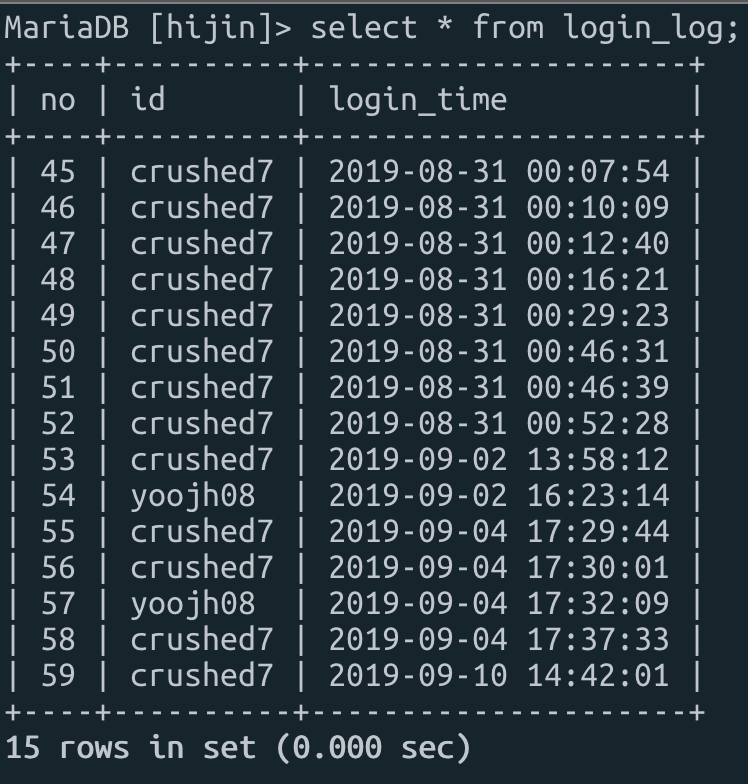 MariaDB [hijin]> select * from login_log;
+----+----------+---------------------+
| no | id       | login_time          |
+----+----------+---------------------+
| 45 | crushed7 | 2019-08-31 00:07:54 |
| 46 | crushed7 | 2019-08-31 00:10:09 |
| 47 | crushed7 | 2019-08-31 00:12:40 |
| 48 | crushed7 | 2019-08-31 00:16:21 |
| 49 | crushed7 | 2019-08-31 00:29:23 |
| 50 | crushed7 | 2019-08-31 00:46:31 |
| 51 | crushed7 | 2019-08-31 00:46:39 |
| 52 | crushed7 | 2019-08-31 00:52:28 |
| 53 | crushed7 | 2019-09-02 13:58:12 |
| 54 | yoojh08  | 2019-09-02 16:23:14 |
| 55 | crushed7 | 2019-09-04 17:29:44 |
| 56 | crushed7 | 2019-09-04 17:30:01 |
| 57 | yoojh08  | 2019-09-04 17:32:09 |
| 58 | crushed7 | 2019-09-04 17:37:33 |
| 59 | crushed7 | 2019-09-10 14:42:01 |
+----+----------+---------------------+
15 rows in set (0.000 sec)